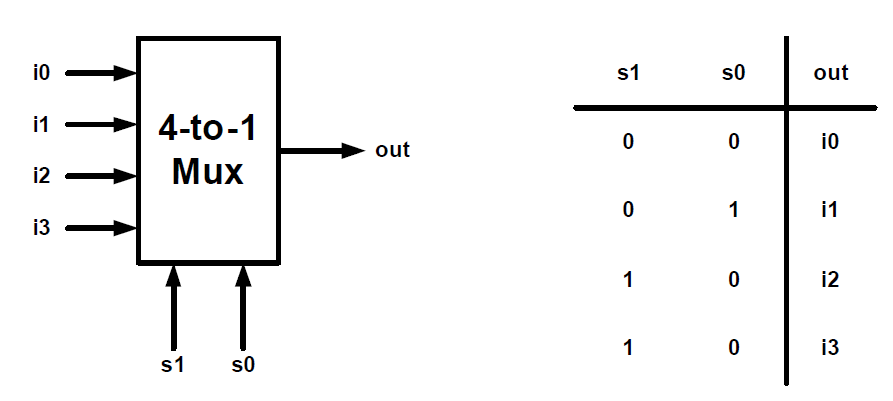 i0
i1
i2
i3
4-to-1
Mux
out
s1 s0
s1 s0 out
0 0 i0
0 1 i1
1 0 i2
1 0 i3